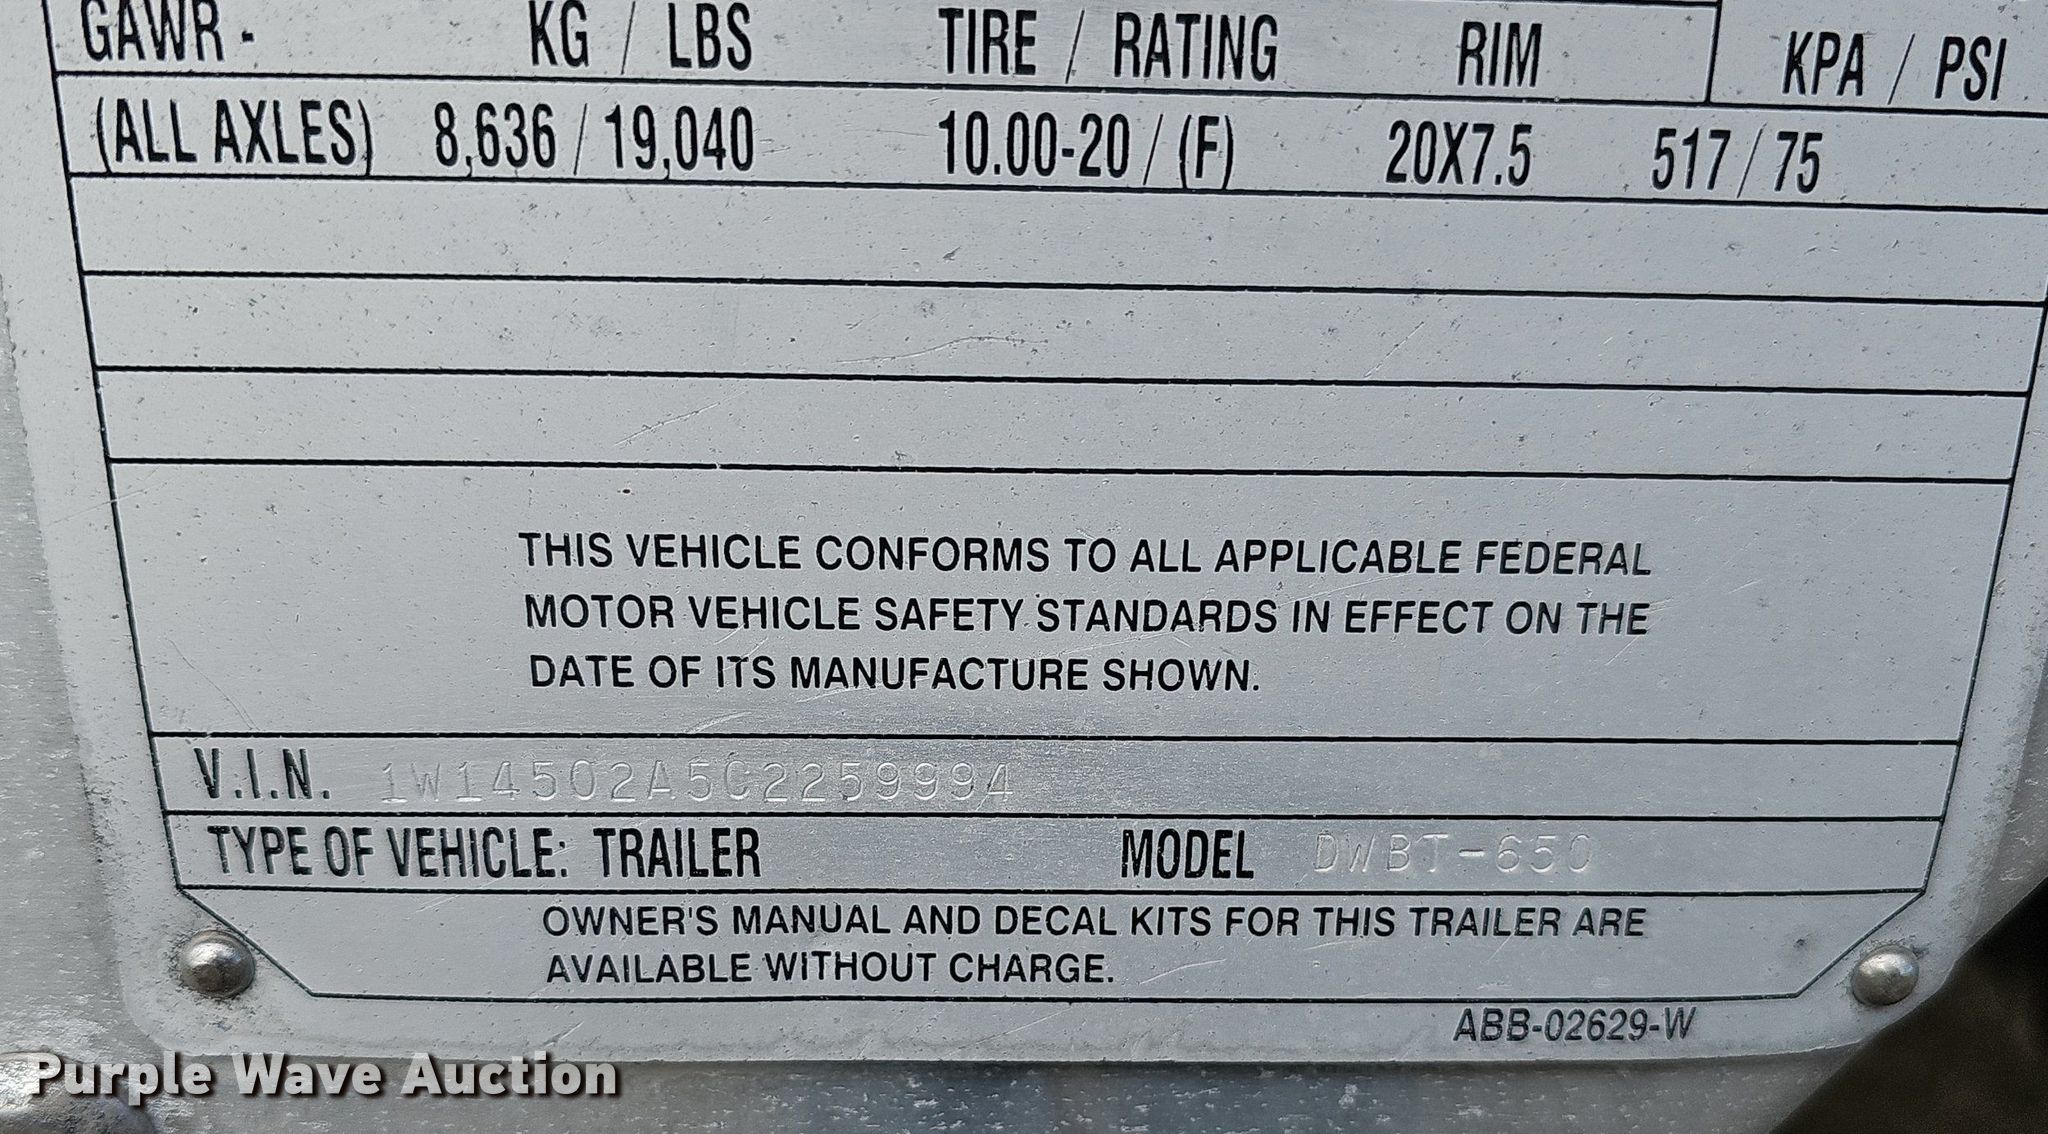 GAWR - KG / LBS TIRE / RATING RIM KPA / PSI
(ALL AXLES) 8,636 / 19,040 10.00-20 / (F) 20X7.5 517 / 75
THIS VEHICLE CONFORMS TO ALL APPLICABLE FEDERAL
MOTOR VEHICLE SAFETY STANDARDS IN EFFECT ON THE
DATE OF ITS MANUFACTURE SHOWN.
V.I.N. 1W14502A5C2259994
TYPE OF VEHICLE: TRAILER MODEL DWBT-650
OWNER'S MANUAL AND DECAL KITS FOR THIS TRAILER ARE
AVAILABLE WITHOUT CHARGE.
ABB-02629-W
Purple Wave Auction